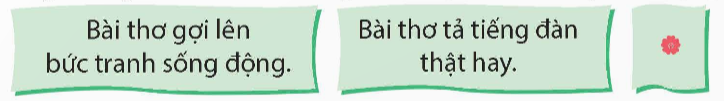 Bài thơ gợi lên
bức tranh sống động.
Bài thơ tả tiếng đàn
thật hay.